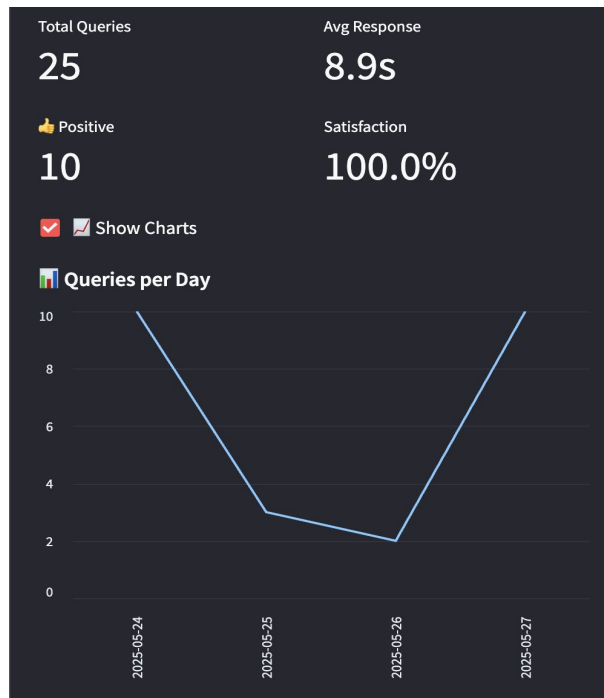 Total Queries
Avg Response
25
8.9s
👍 Positive
Satisfaction
10
100.0%
✅ 📈 Show Charts
📊 Queries per Day
10
8
6
4
2
0
2025-05-24
2025-05-25
2025-05-26
2025-05-27